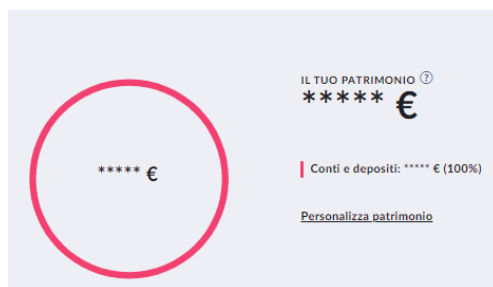 IL TUO PATRIMONIO ?
***** €
***** €
Conti e depositi: ***** € (100%)
Personalizza patrimonio